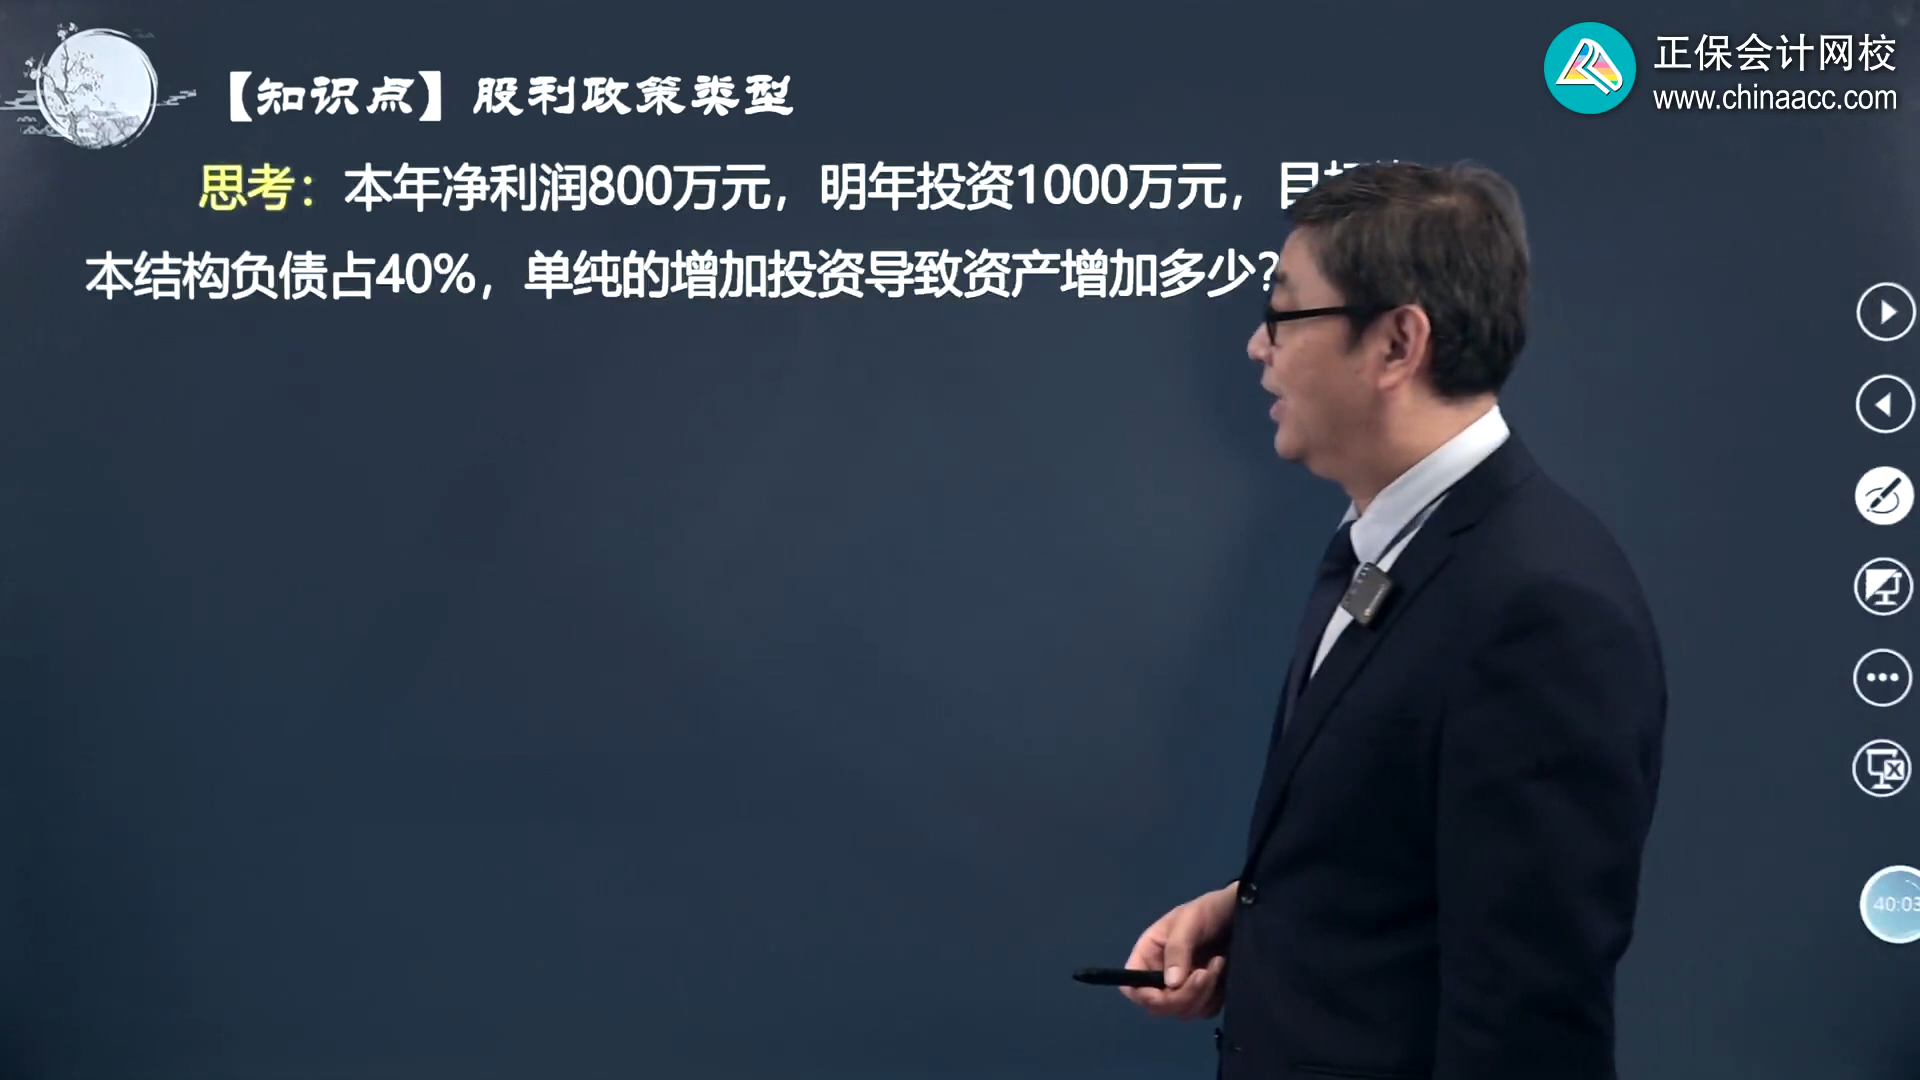 正保会计网校
www.chinaacc.com
【知识点】股利政策类型
思考：本年净利润800万元，明年投资1000万元，目标
本结构负债占40%，单纯的增加投资导致资产增加多少?
40:03